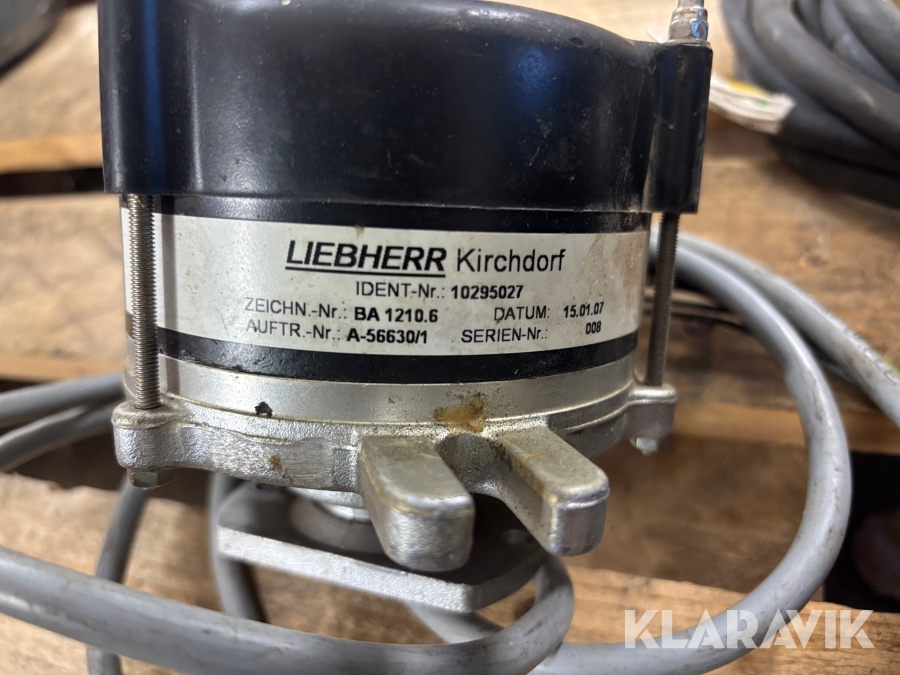 LIEBHERR Kirchdorf
IDENT-Nr.: 10295027
ZEICHN.-Nr.: BA 1210.6 DATUM: 15.01.07
AUFTR.-Nr.: A-56630/1 SERIEN-Nr.: 008
KLARAVIK